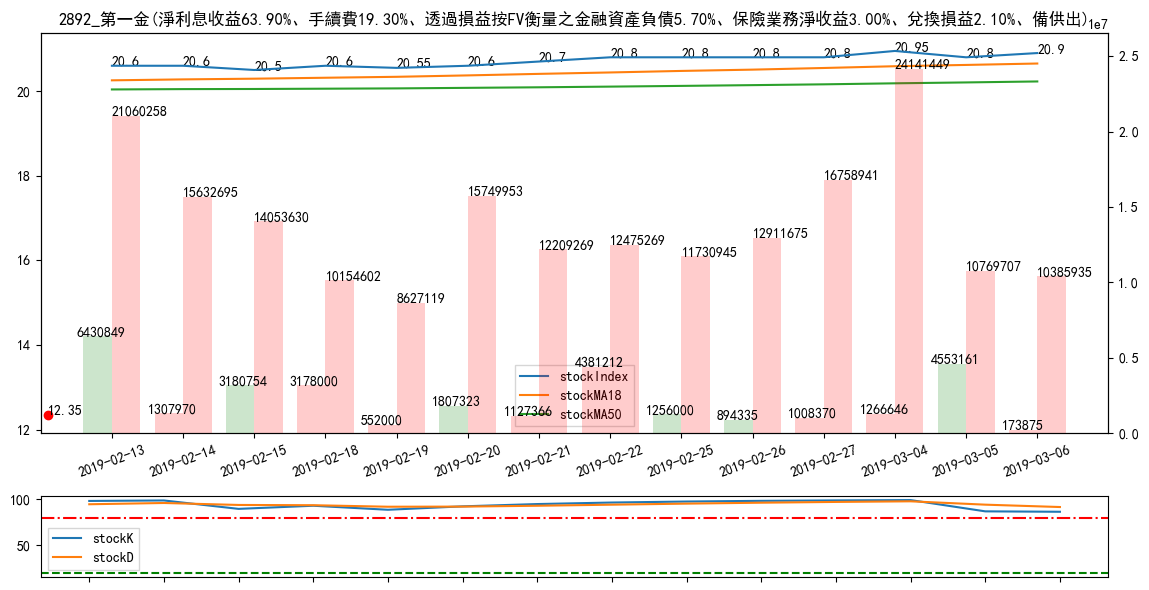 2892_第一金(淨利息收益63.90%、手續費19.30%、透過損益按FV衡量之金融資產負債5.70%、保險業務淨收益3.00%、兌換損益2.10%、備供出)
1e7
20.6 20.6 20.5 20.6 20.55 20.6 20.7 20.8 20.8 20.8 20.8 20.95 20.8 20.9
21060258 15632695 14053630 10154602 8627119 15749953 12209269 12475269 11730945 12911675 16758941 24141449 10769707 10385935
6430849 1307970 3180754 3178000 552000 1807323 1127366 4381212 1256000 894335 1008370 1266646 4553161 173875
12.35
20
18
16
14
12
2.5
2.0
1.5
1.0
0.5
0.0
stockIndex
stockMA18
stockMA50
2019-02-13 2019-02-14 2019-02-15 2019-02-18 2019-02-19 2019-02-20 2019-02-21 2019-02-22 2019-02-25 2019-02-26 2019-02-27 2019-03-04 2019-03-05 2019-03-06
100
50
stockK
stockD